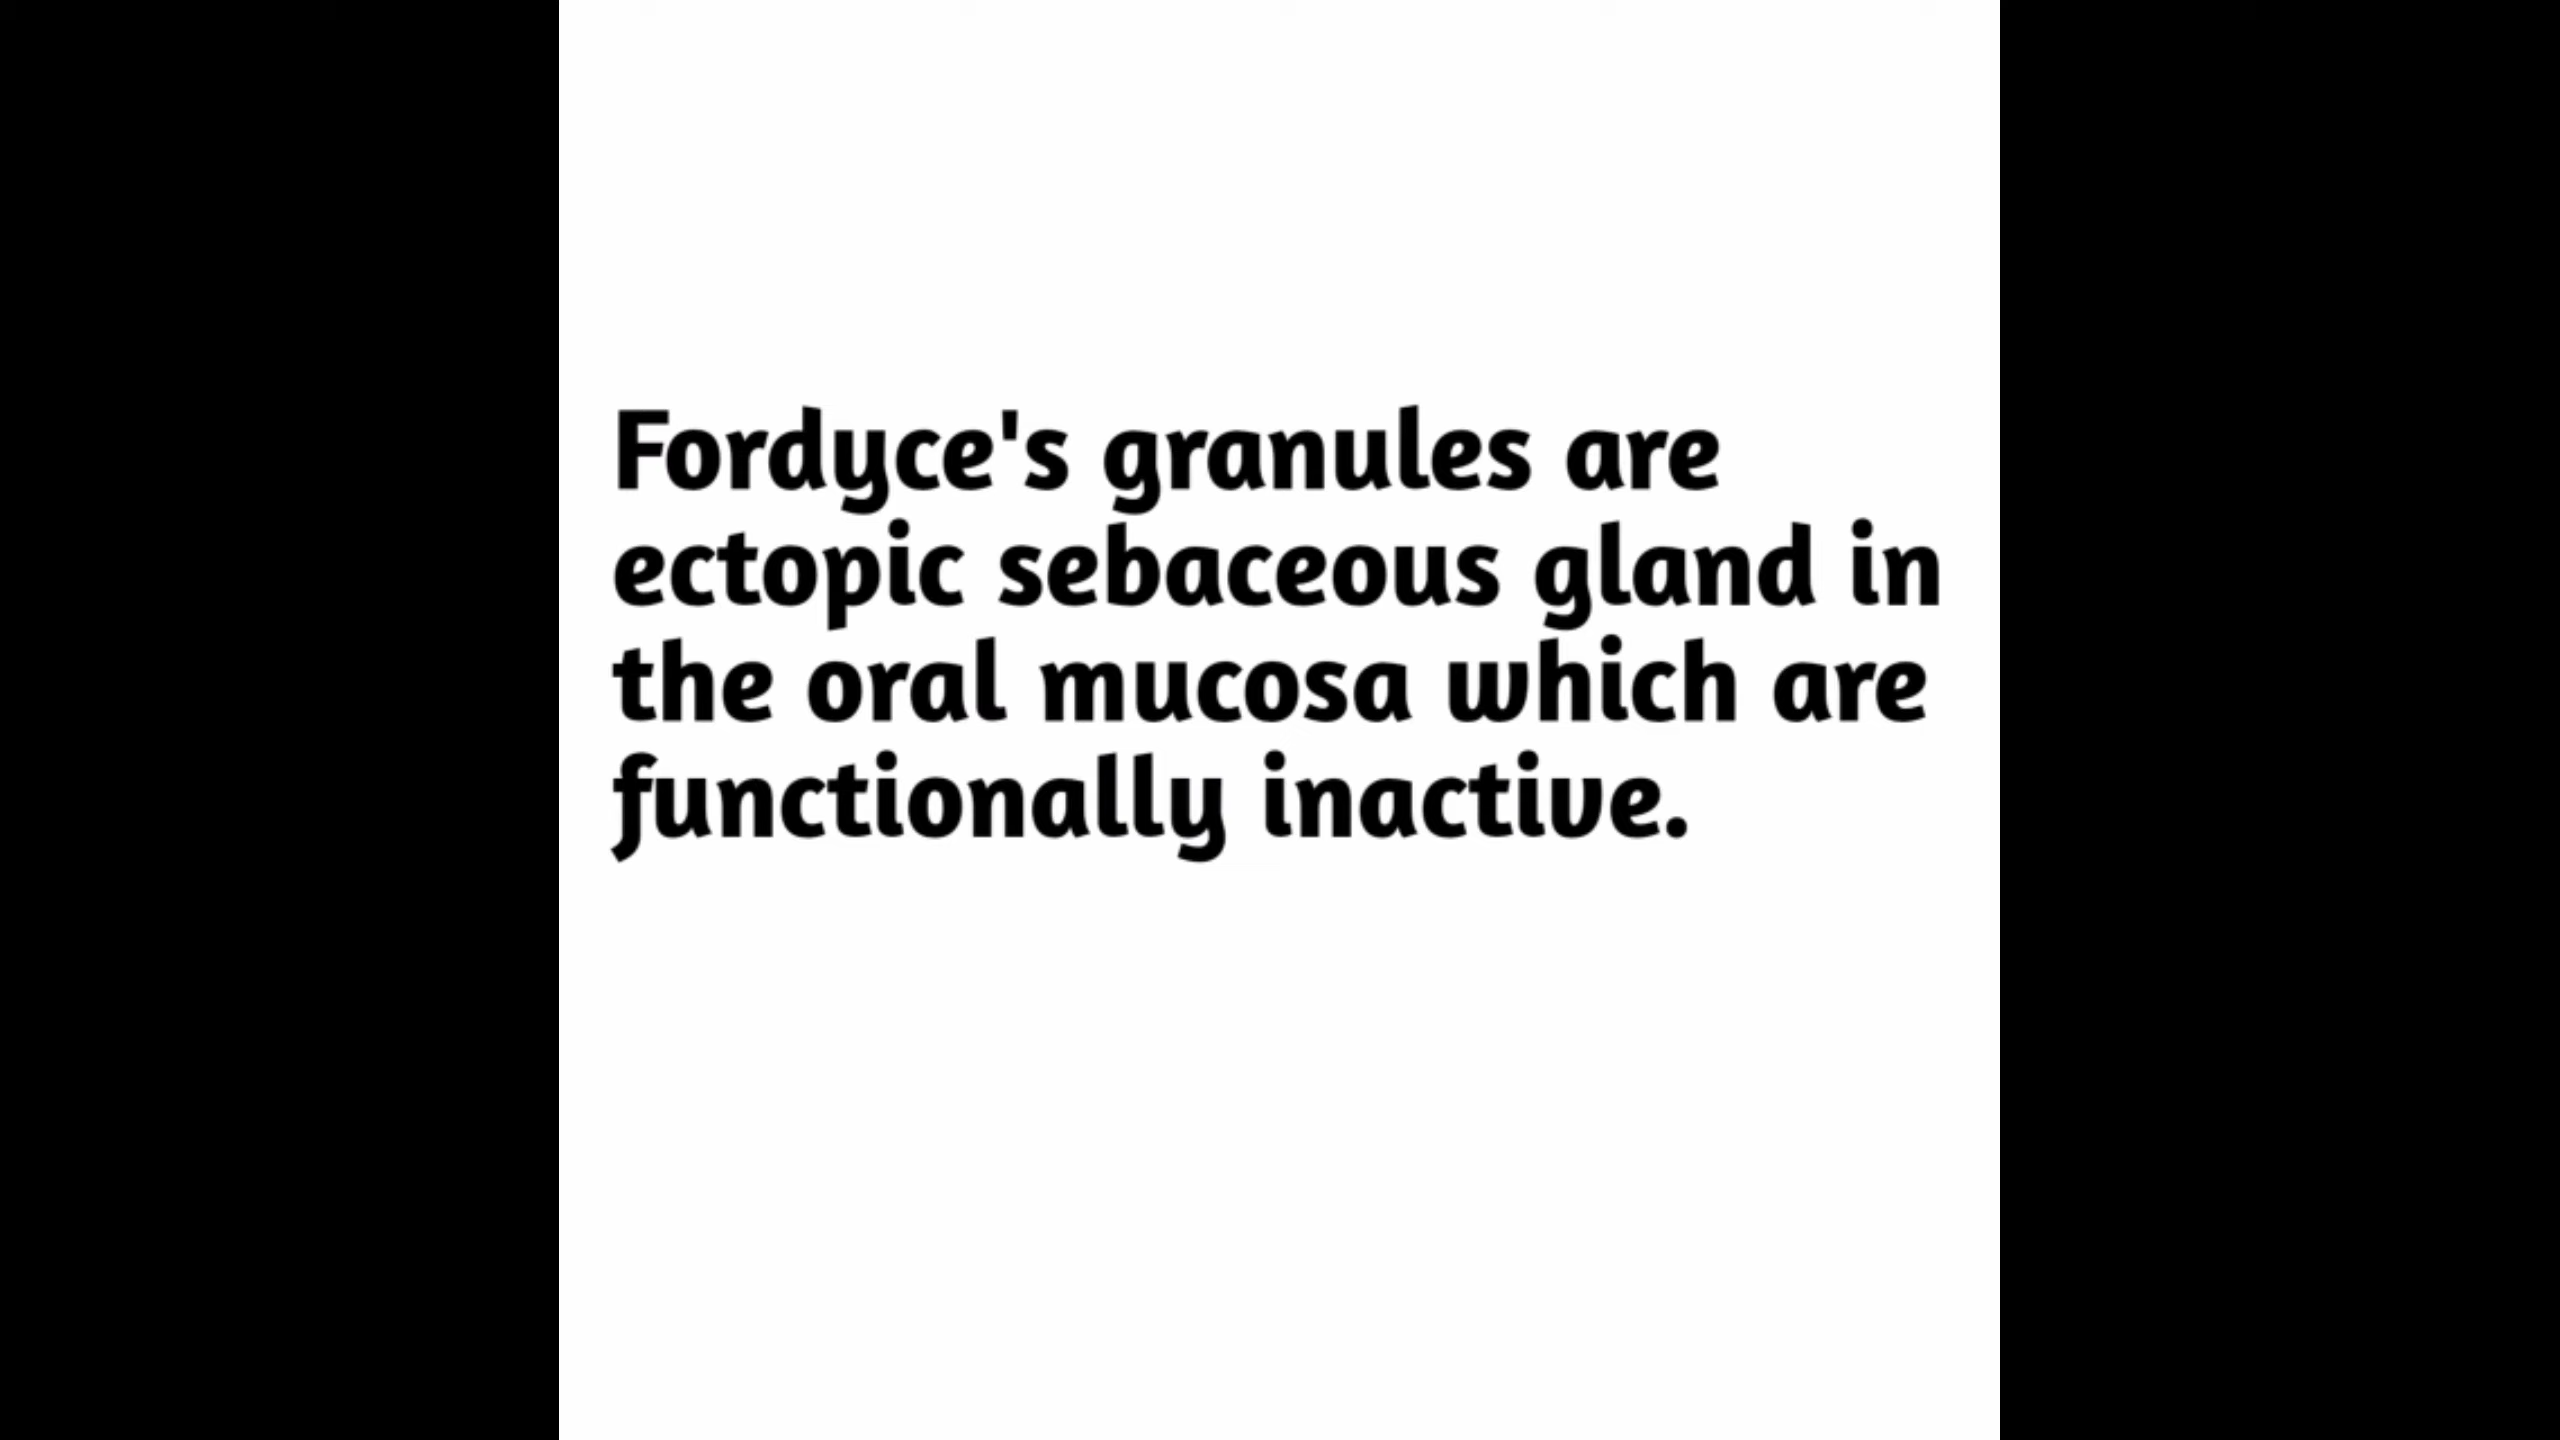 Fordyce's granules are
ectopic sebaceous gland in
the oral mucosa which are
functionally inactive.